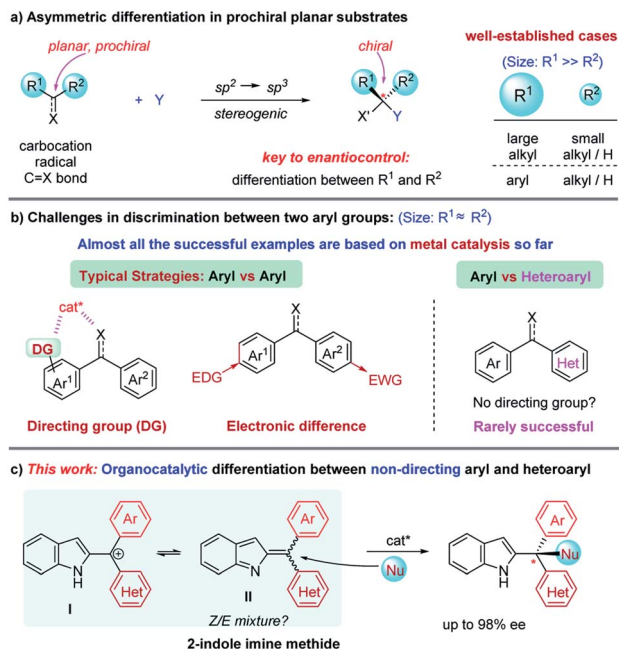 a) Asymmetric differentiation in prochiral planar substrates
planar, prochiral
R1 R2
X
carbocation
radical
C=X bond
+ Y
sp2 → sp3
stereogenic
chiral
R1 R2
*
X' Y
key to enantiocontrol:
differentiation between R1 and R2
well-established cases
(Size: R1 >> R2)
R1 R2
large small
alkyl alkyl / H
aryl alkyl / H
b) Challenges in discrimination between two aryl groups: (Size: R1 ≈ R2)
Almost all the successful examples are based on metal catalysis so far
Typical Strategies: Aryl vs Aryl
cat*
DG
X
Ar1 Ar2
Directing group (DG)
X
Ar1 Ar2
EDG EWG
Electronic difference
Aryl vs Heteroaryl
X
Ar Het
No directing group?
Rarely successful
c) This work: Organocatalytic differentiation between non-directing aryl and heteroaryl
Ar
+
N
H
Het
I
⇌
Ar
N
Het
II
Z/E mixture?
2-indole imine methide
cat*
Nu
Ar
Nu
*
N
H
Het
up to 98% ee